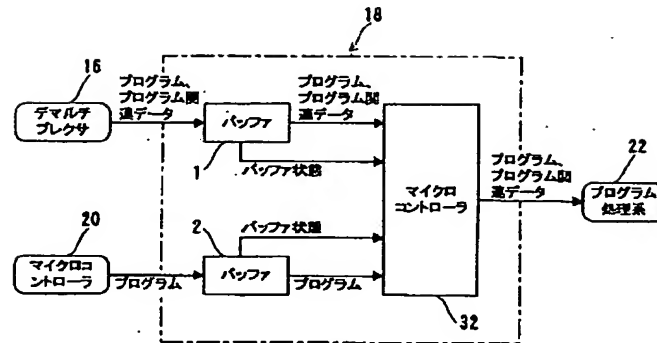 18
16
プログラム、
プログラム関
連データ
プログラム、
プログラム関
連データ
デマルチ
プレクサ
バッファ
1
バッファ状態
プログラム、
プログラム関
連データ
22
プログラム
処理系
マイクロ
コントローラ
20
2
バッファ状態
マイクロコ
ントローラ
プログラム
バッファ
プログラム
32